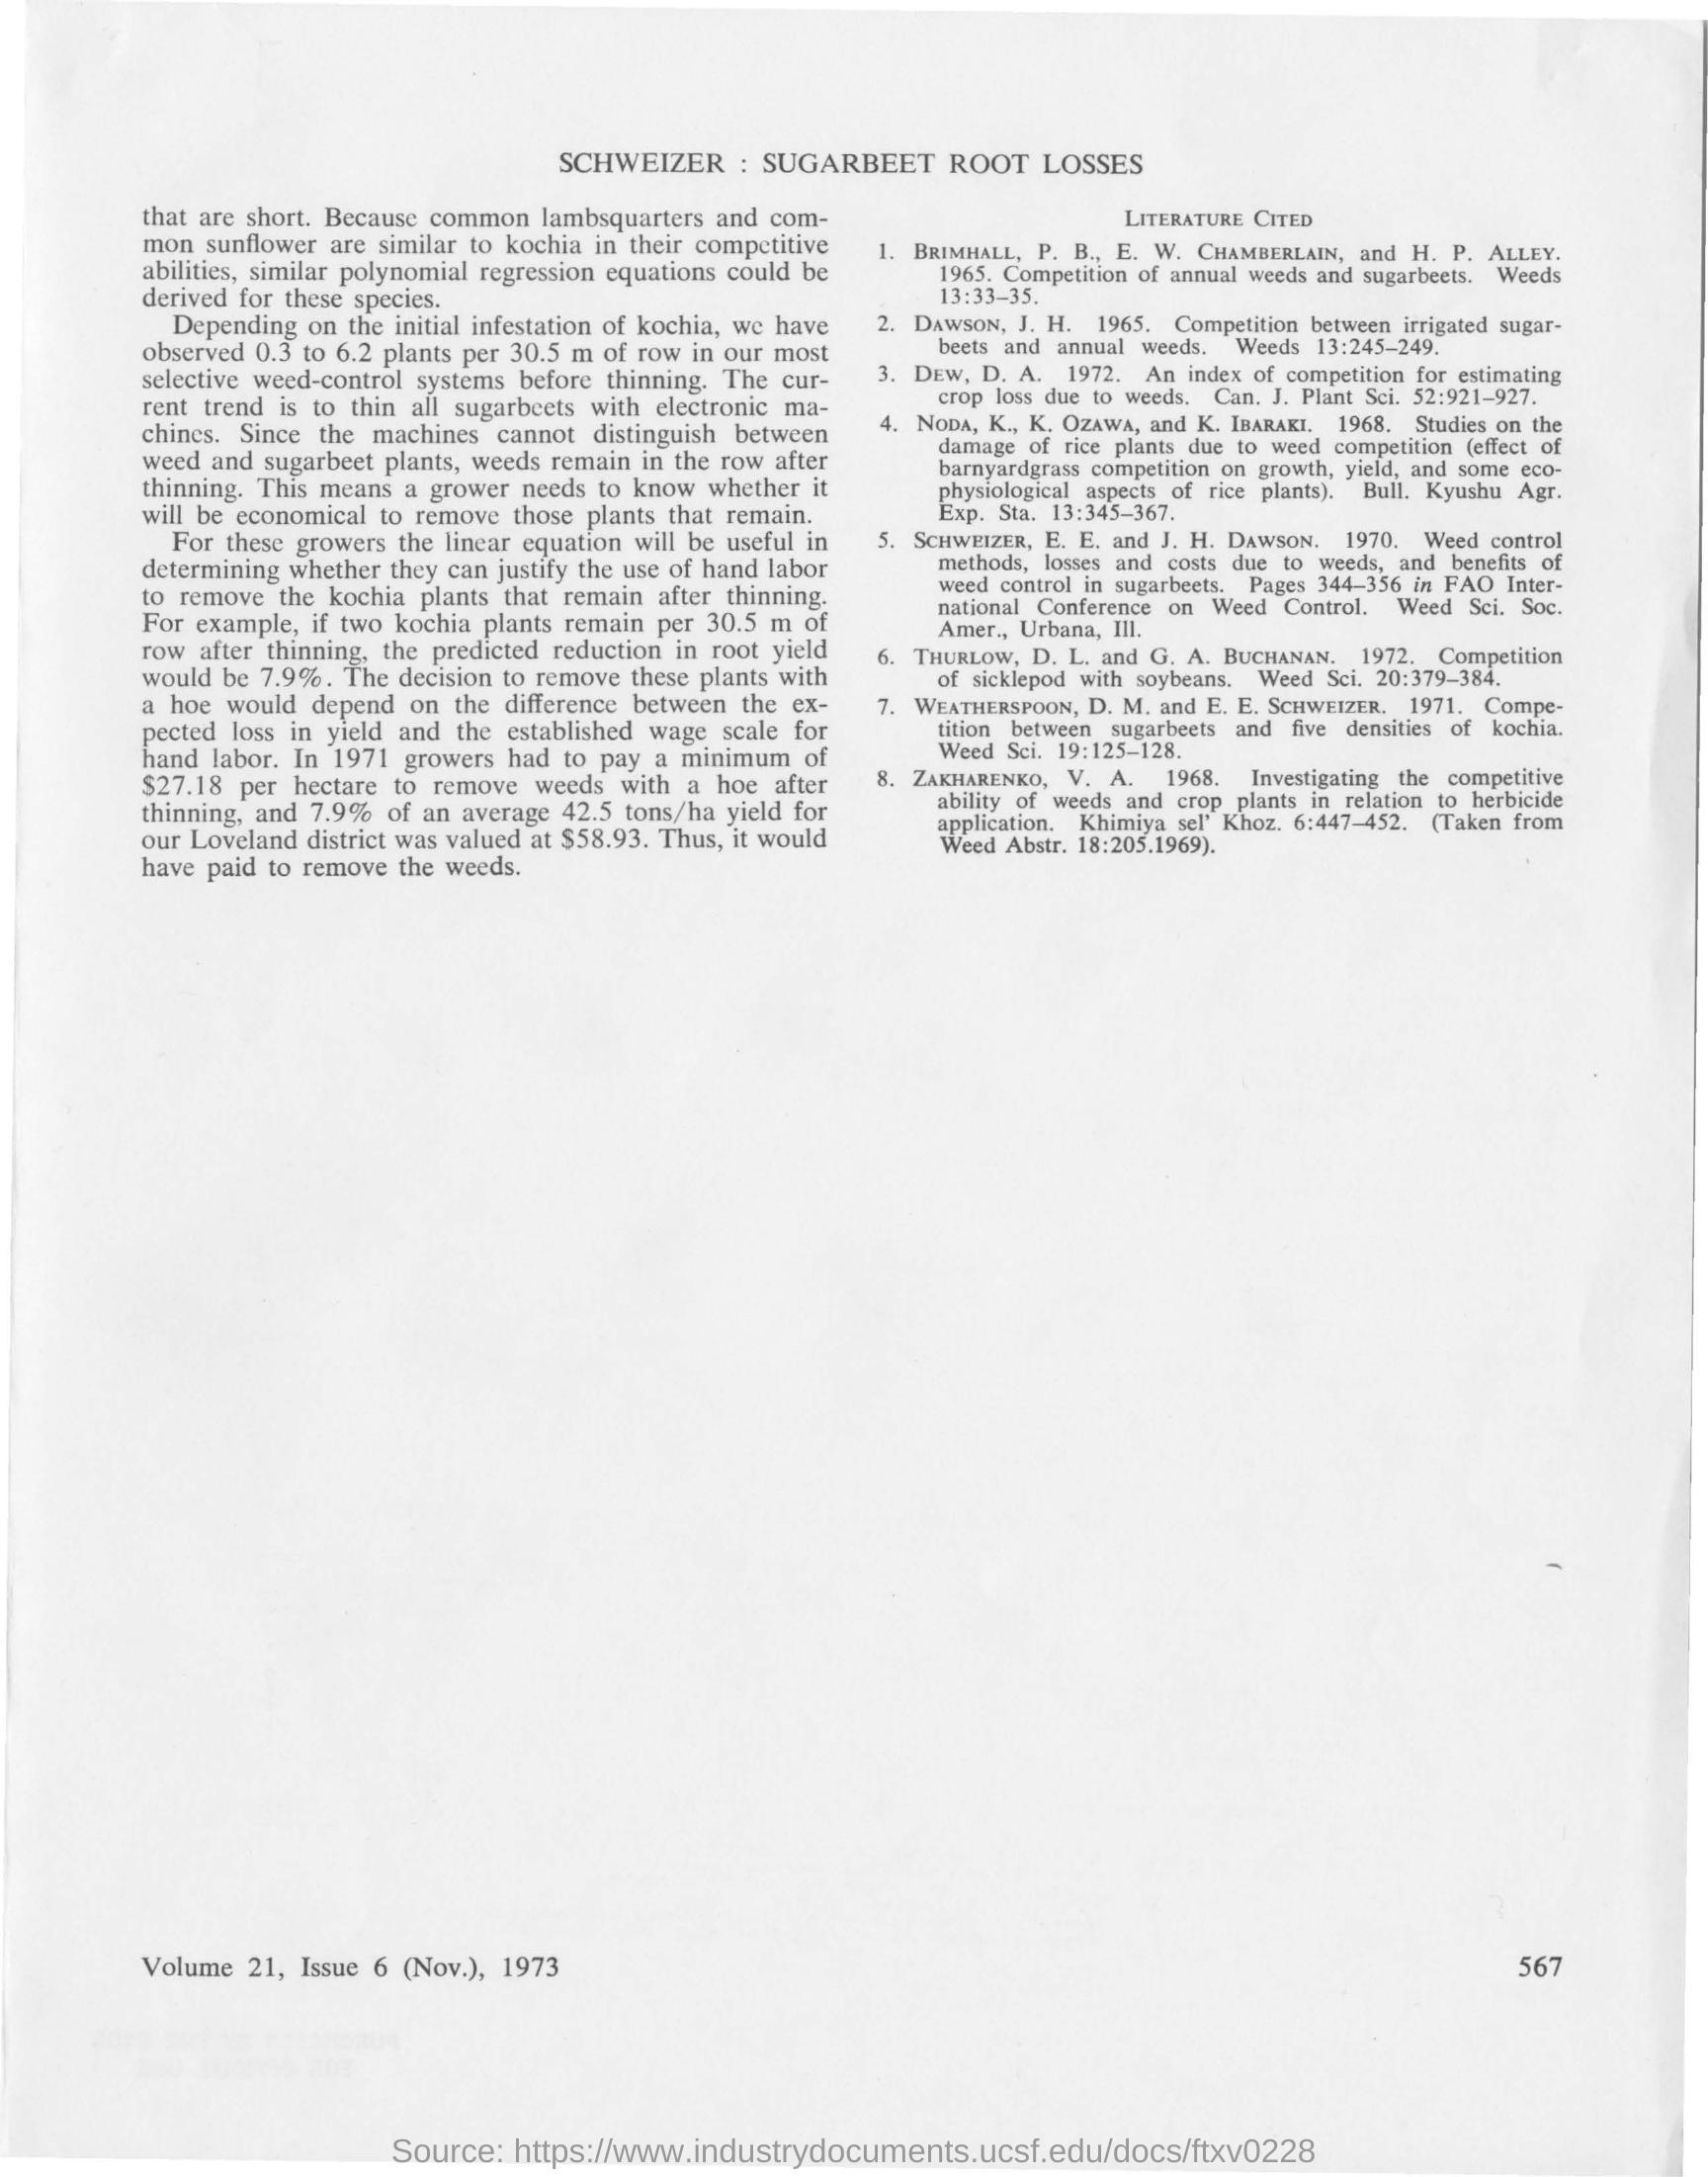 SCHWEIZER : SUGARBEET ROOT LOSSES
that are short. Because common lambsquarters and com-
mon sunflower are similar to kochia in their competitive
abilities, similar polynomial regression equations could be
derived for these species.
Depending on the initial infestation of kochia, we have
observed 0.3 to 6.2 plants per 30.5 m of row in our most
selective weed-control systems before thinning. The cur-
rent trend is to thin all sugarbeets with electronic ma-
chines. Since the machines cannot distinguish between
weed and sugarbeet plants, weeds remain in the row after
thinning. This means a grower needs to know whether it
will be economical to remove those plants that remain.
For these growers the linear equation will be useful in
determining whether they can justify the use of hand labor
to remove the kochia plants that remain after thinning.
For example, if two kochia plants remain per 30.5 m of
row after thinning, the predicted reduction in root yield
would be 7.9%. The decision to remove these plants with
a hoe would depend on the difference between the ex-
pected loss in yield and the established wage scale for
hand labor. In 1971 growers had to pay a minimum of
$27.18 per hectare to remove weeds with a hoe after
thinning, and 7.9% of an average 42.5 tons/ha yield for
our Loveland district was valued at $58.93. Thus, it would
have paid to remove the weeds.
LITERATURE CITED
1. BRIMHALL, P. B., E. W. CHAMBERLAIN, and H. P. ALLEY.
1965. Competition of annual weeds and sugarbeets. Weeds
13:33–35.
2. DAWSON, J. H. 1965. Competition between irrigated sugar-
beets and annual weeds. Weeds 13:245–249.
3. DEW, D. A. 1972. An index of competition for estimating
crop loss due to weeds. Can. J. Plant Sci. 52:921–927.
4. NODA, K., K. OZAWA, and K. IBARAKI. 1968. Studies on the
damage of rice plants due to weed competition (effect of
barnyardgrass competition on growth, yield, and some eco-
physiological aspects of rice plants). Bull. Kyushu Agr.
Exp. Sta. 13:345–367.
5. SCHWEIZER, E. E. and J. H. DAWSON. 1970. Weed control
methods, losses and costs due to weeds, and benefits of
weed control in sugarbeets. Pages 344–356 in FAO Inter-
national Conference on Weed Control. Weed Sci. Soc.
Amer., Urbana, Ill.
6. THURLOW, D. L. and G. A. BUCHANAN. 1972. Competition
of sicklepod with soybeans. Weed Sci. 20:379–384.
7. WEATHERSPOON, D. M. and E. E. SCHWEIZER. 1971. Compe-
tition between sugarbeets and five densities of kochia.
Weed Sci. 19:125–128.
8. ZAKHARENKO, V. A. 1968. Investigating the competitive
ability of weeds and crop plants in relation to herbicide
application. Khimiya sel' Khoz. 6:447–452. (Taken from
Weed Abstr. 18:205.1969).
Volume 21, Issue 6 (Nov.), 1973
567
Source: https://www.industrydocuments.ucsf.edu/docs/ftxv0228